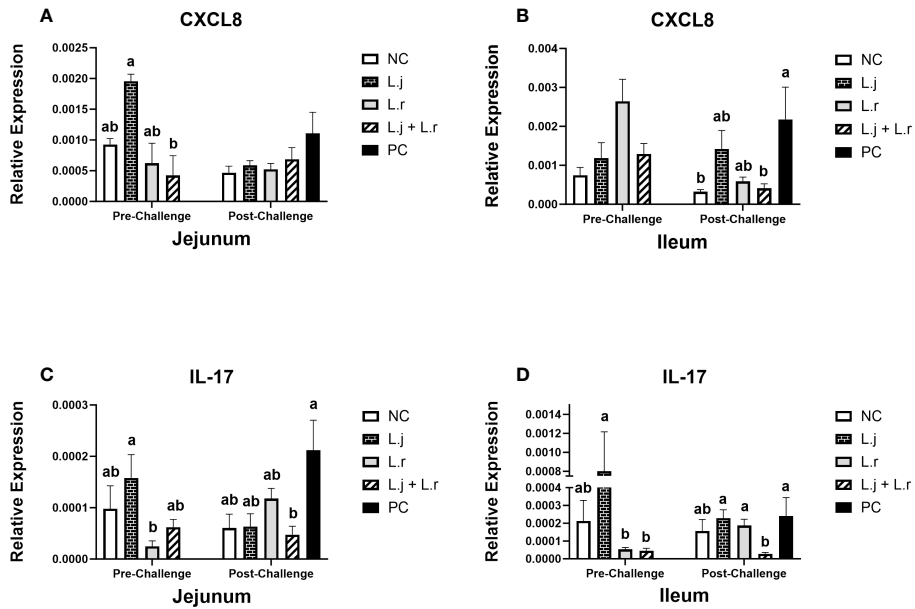 A
CXCL8
Relative Expression
0.0025
0.0020
0.0015
0.0010
0.0005
0.0000
ab
a
ab
b
Pre-Challenge
Post-Challenge
Jejunum
NC
L.j
L.r
L.j + L.r
PC
B
CXCL8
Relative Expression
0.004
0.003
0.002
0.001
0.000
b
ab
ab
b
a
Pre-Challenge
Post-Challenge
Ileum
NC
L.j
L.r
L.j + L.r
PC
C
IL-17
Relative Expression
0.0003
0.0002
0.0001
0.0000
ab
a
b
ab
ab
ab
ab
b
a
Pre-Challenge
Post-Challenge
Jejunum
NC
L.j
L.r
L.j + L.r
PC
D
IL-17
Relative Expression
0.0014
0.0012
0.0010
0.0008
0.0004
0.0003
0.0002
0.0001
0.0000
ab
a
b
b
ab
a
a
b
a
Pre-Challenge
Post-Challenge
Ileum
NC
L.j
L.r
L.j + L.r
PC